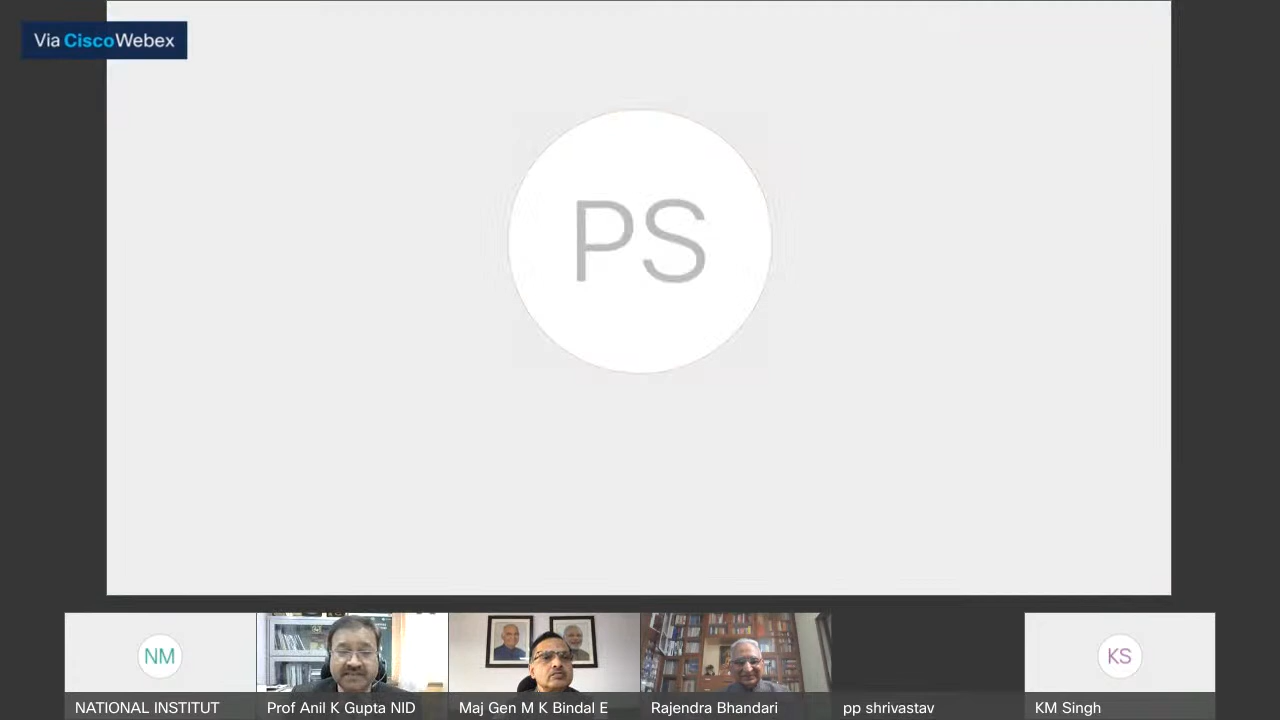 Via CiscoWebex
PS
NM
KS
NATIONAL INSTITUT
Prof Anil K Gupta NID
Maj Gen M K Bindal E
Rajendra Bhandari
pp shrivastav
KM Singh